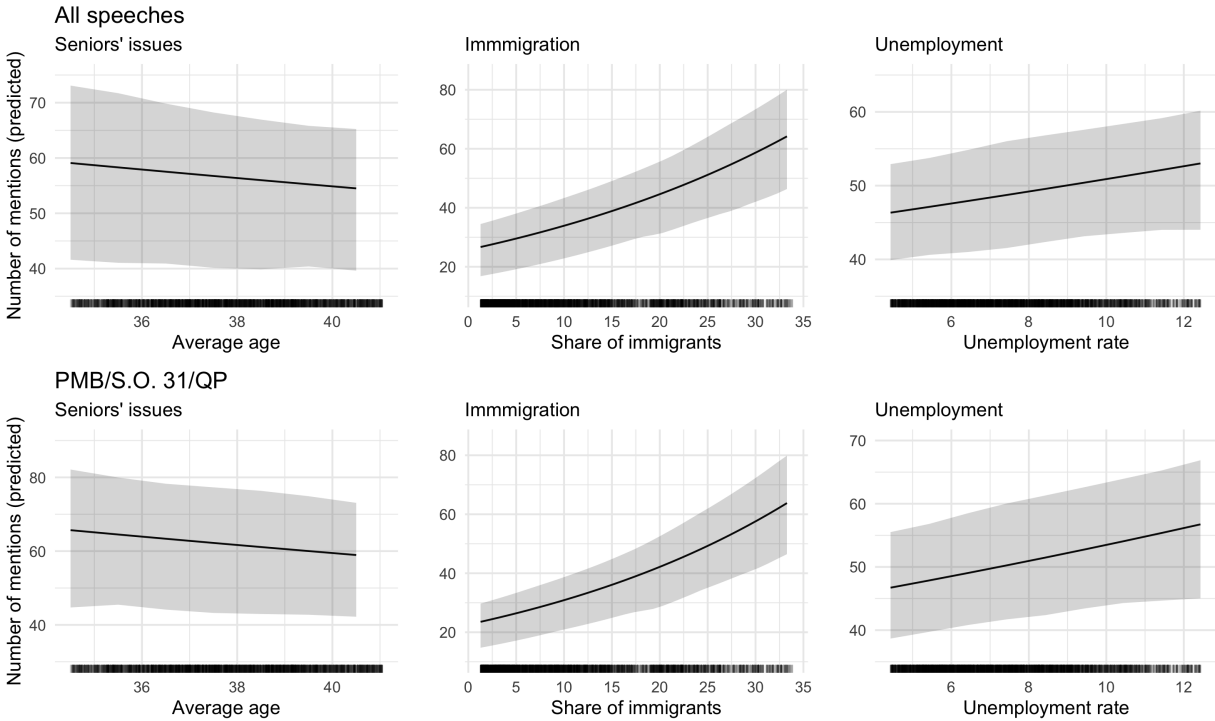 All speeches
Seniors' issues
Number of mentions (predicted)
70
60
50
40
36 38 40
Average age
Immmigration
80
60
40
20
0 5 10 15 20 25 30 35
Share of immigrants
Unemployment
60
50
40
6 8 10 12
Unemployment rate
PMB/S.O. 31/QP
Seniors' issues
Number of mentions (predicted)
80
60
40
36 38 40
Average age
Immmigration
80
60
40
20
0 5 10 15 20 25 30 35
Share of immigrants
Unemployment
70
60
50
40
6 8 10 12
Unemployment rate